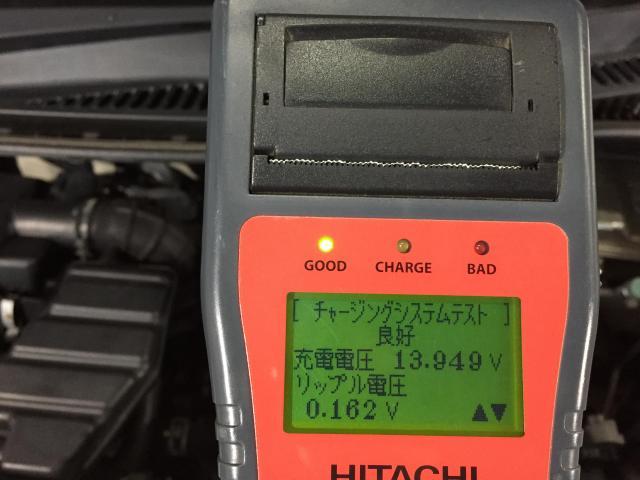 GOOD CHARGE BAD
[ チャージングシステムテスト ]
良好
充電電圧 13.949 V
リップル電圧
0.162 V ▲▼
HITACHI